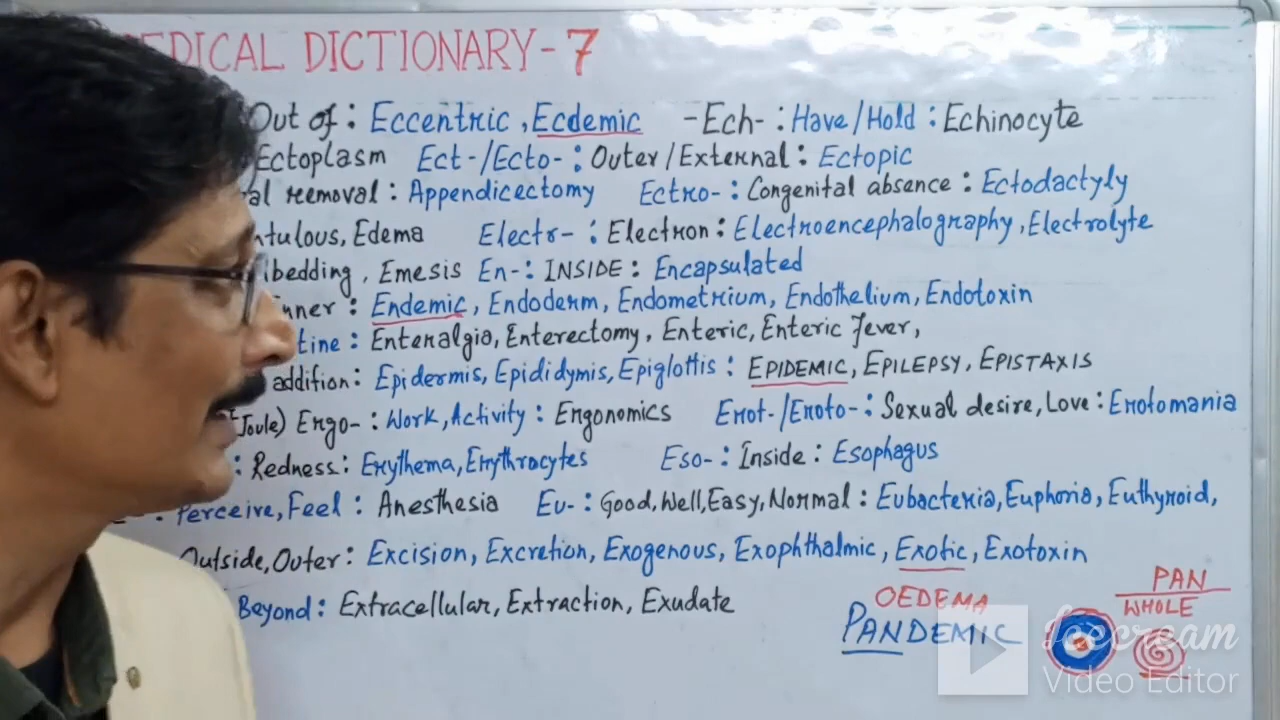 EDICAL DICTIONARY - 7
Out of : Eccentric , Ecdemic -Ech- : Have / Hold : Echinocyte
Ectoplasm Ect- / Ecto- : Outer / External : Ectopic
al removal : Appendicectomy Ectro- : Congenital absence : Ectodactyly
ntulous, Edema Electr- : Electron : Electroencephalography , Electrolyte
bedding , Emesis En- : INSIDE : Encapsulated
nner : Endemic, Endoderm, Endometrium, Endothelium, Endotoxin
tine : Enteralgia, Enterectomy, Enteric, Enteric Fever,
addition : Epidermis, Epididymis, Epiglottis : EPIDEMIC, EPILEPSY, EPISTAXIS
Joule) Ergo- : Work, Activity : Ergonomics Erot- / Eroto- : Sexual desire, Love : Erotomania
: Redness : Erythema, Erythrocytes Eso- : Inside : Esophagus
: Perceive, Feel : Anesthesia Eu- : Good, Well, Easy, Normal : Eubacteria, Euphoria, Euthyroid,
Outside, Outer : Excision, Excretion, Exogenous, Exophthalmic, Exotic, Exotoxin
Beyond : Extracellular, Extraction, Exudate
OEDEMA
PANDEMIC
PAN
WHOLE
Icecream
Video Editor